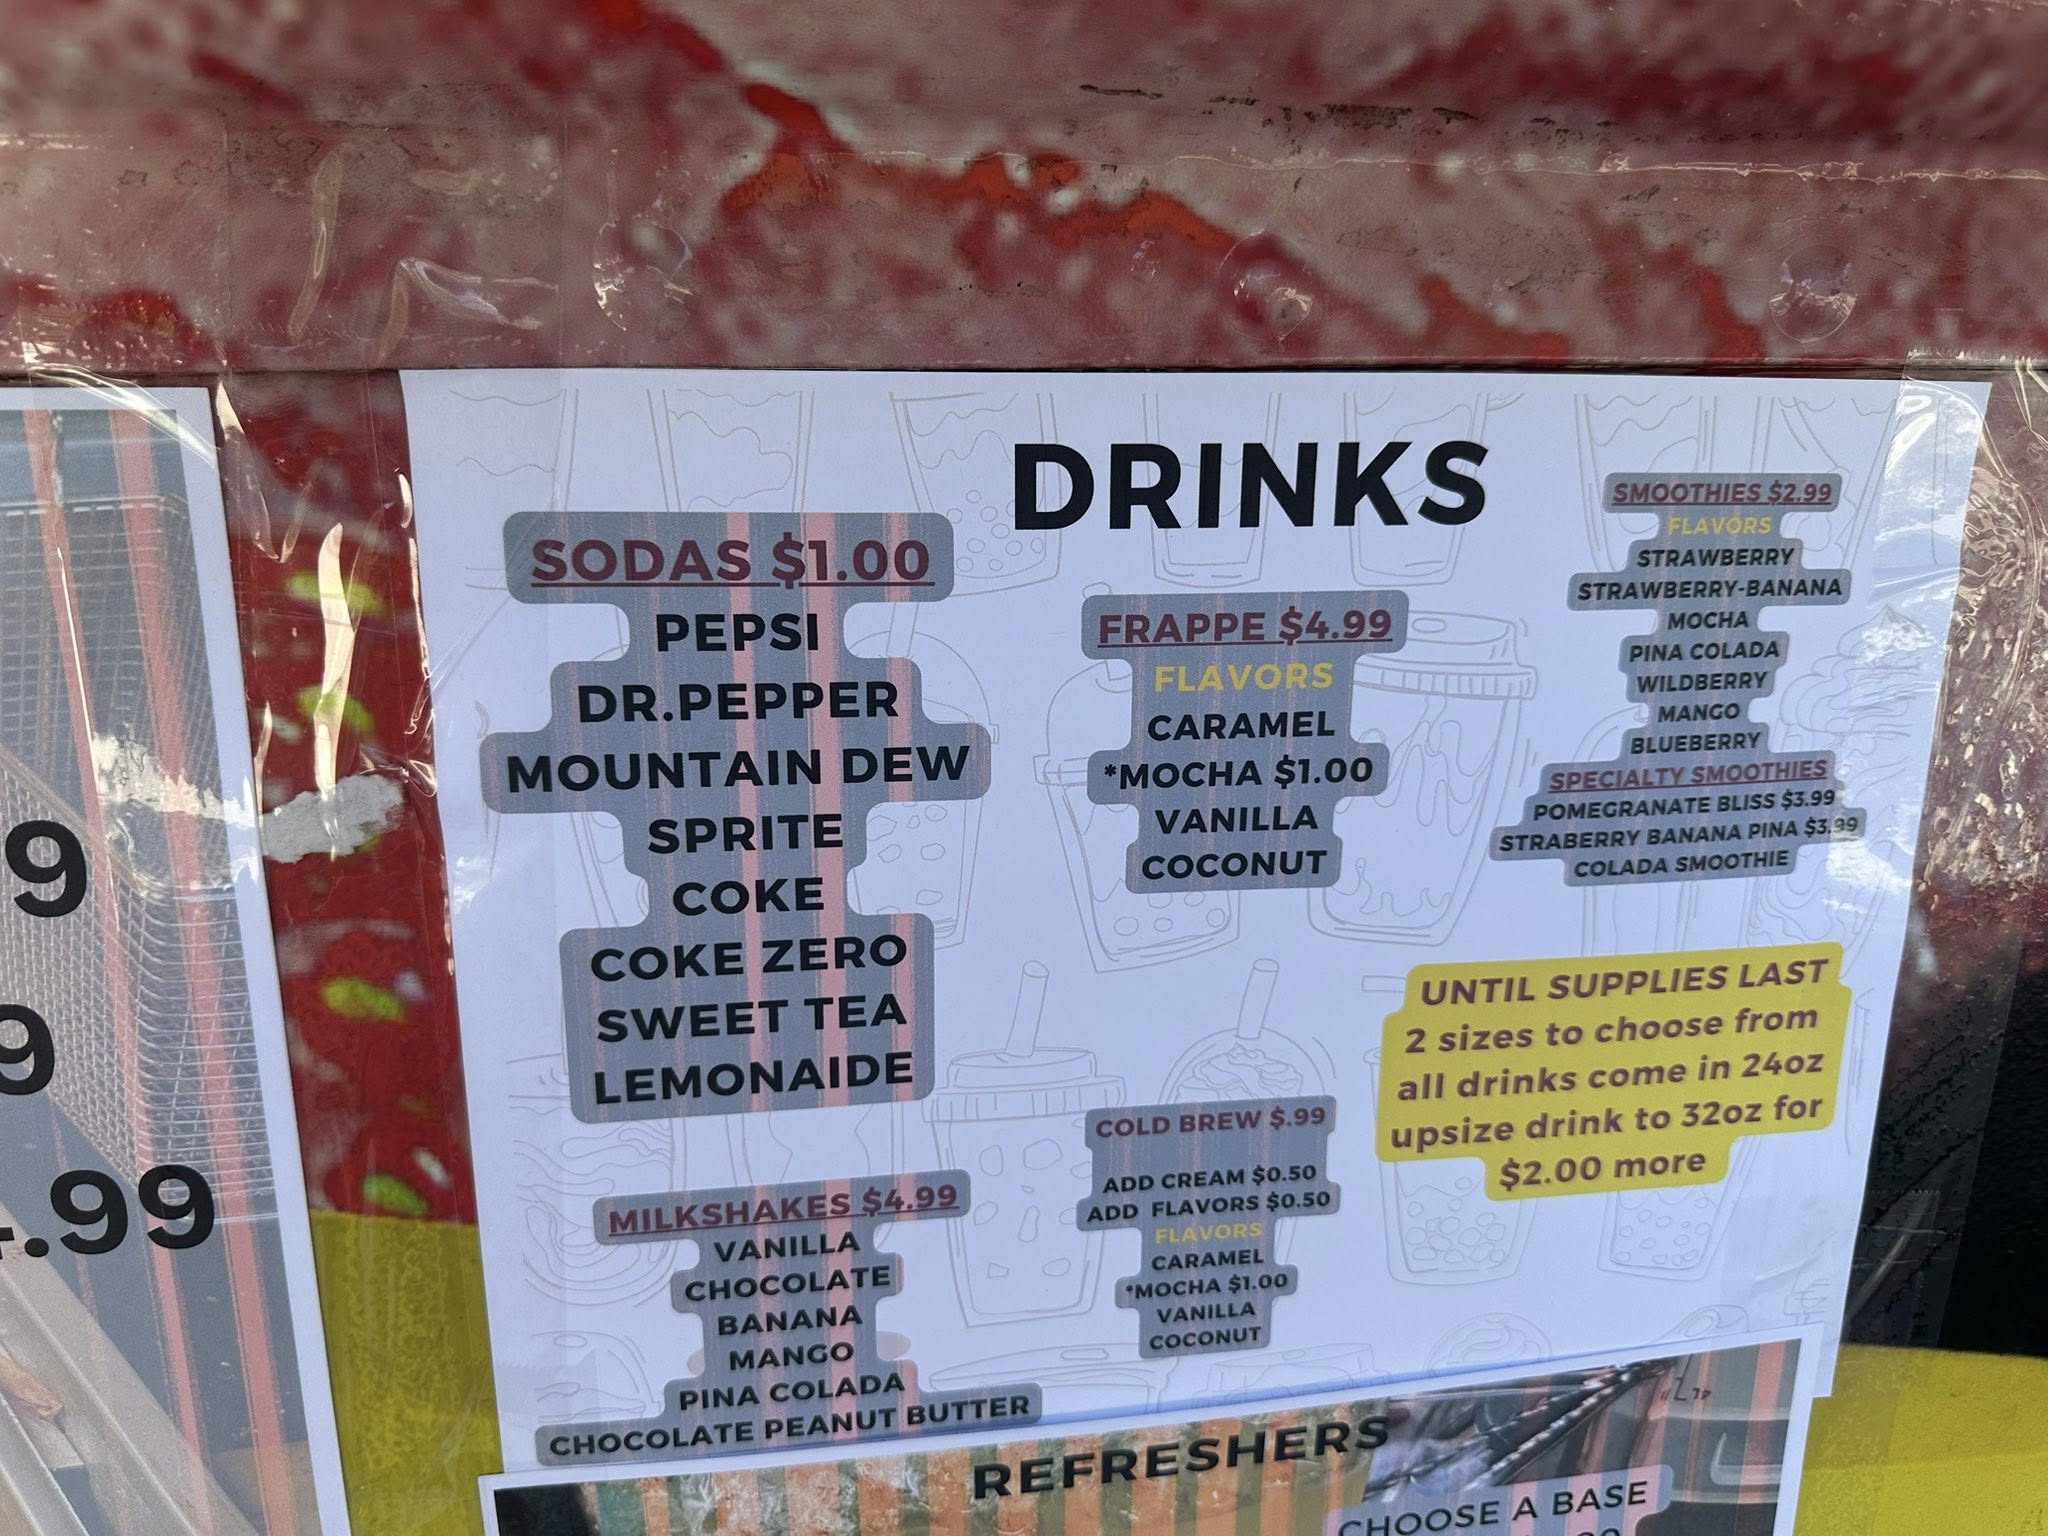 DRINKS
SODAS $1.00
PEPSI
DR.PEPPER
MOUNTAIN DEW
SPRITE
COKE
COKE ZERO
SWEET TEA
LEMONAIDE
MILKSHAKES $4.99
VANILLA
CHOCOLATE
BANANA
MANGO
PINA COLADA
CHOCOLATE PEANUT BUTTER
FRAPPE $4.99
FLAVORS
CARAMEL
*MOCHA $1.00
VANILLA
COCONUT
COLD BREW $.99
ADD CREAM $0.50
ADD FLAVORS $0.50
FLAVORS
CARAMEL
*MOCHA $1.00
VANILLA
COCONUT
SMOOTHIES $2.99
FLAVORS
STRAWBERRY
STRAWBERRY-BANANA
MOCHA
PINA COLADA
WILDBERRY
MANGO
BLUEBERRY
SPECIALTY SMOOTHIES
POMEGRANATE BLISS $3.99
STRABERRY BANANA PINA $3.99
COLADA SMOOTHIE
UNTIL SUPPLIES LAST
2 sizes to choose from
all drinks come in 24oz
upsize drink to 32oz for
$2.00 more
9
9
.99
REFRESHERS
CHOOSE A BASE